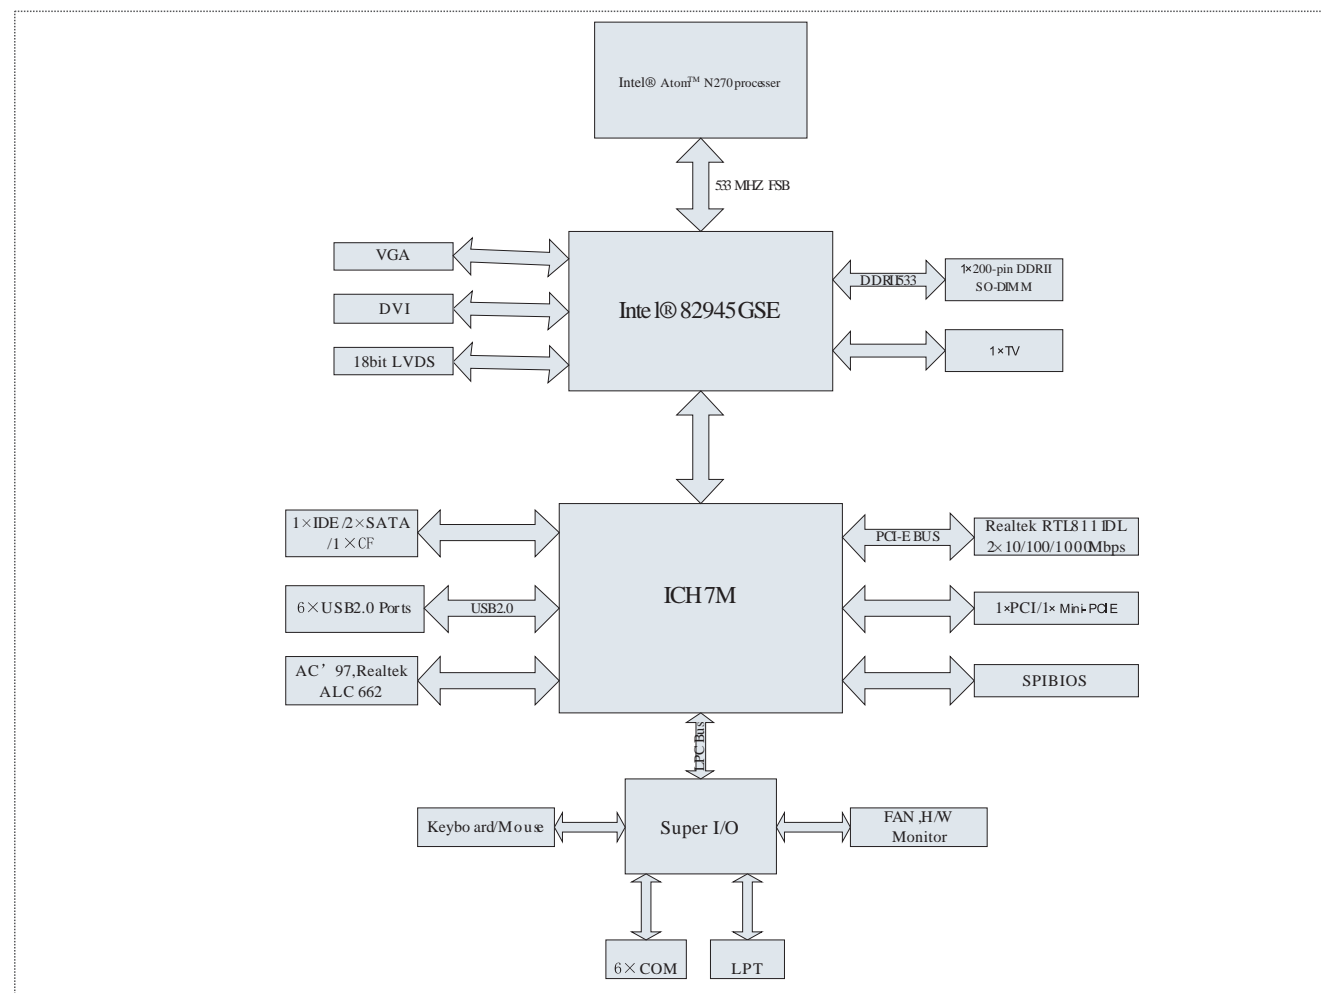 Intel® Atom™ N270 processer
533 MHZ FSB
VGA
DVI
18bit LVDS
Intel® 82945GSE
DDRII533
1×200-pin DDRII
SO-DIMM
1×TV
1×IDE/2×SATA
/1×CF
6×USB2.0 Ports
USB2.0
AC’97,Realtek
ALC 662
ICH7M
PCI-E BUS
Realtek RTL8111DL
2×10/100/1000Mbps
1×PCI/1× Mini-PCIE
SPIBIOS
LPC Bus
Keyboard/Mouse
Super I/O
FAN,H/W
Monitor
6×COM
LPT